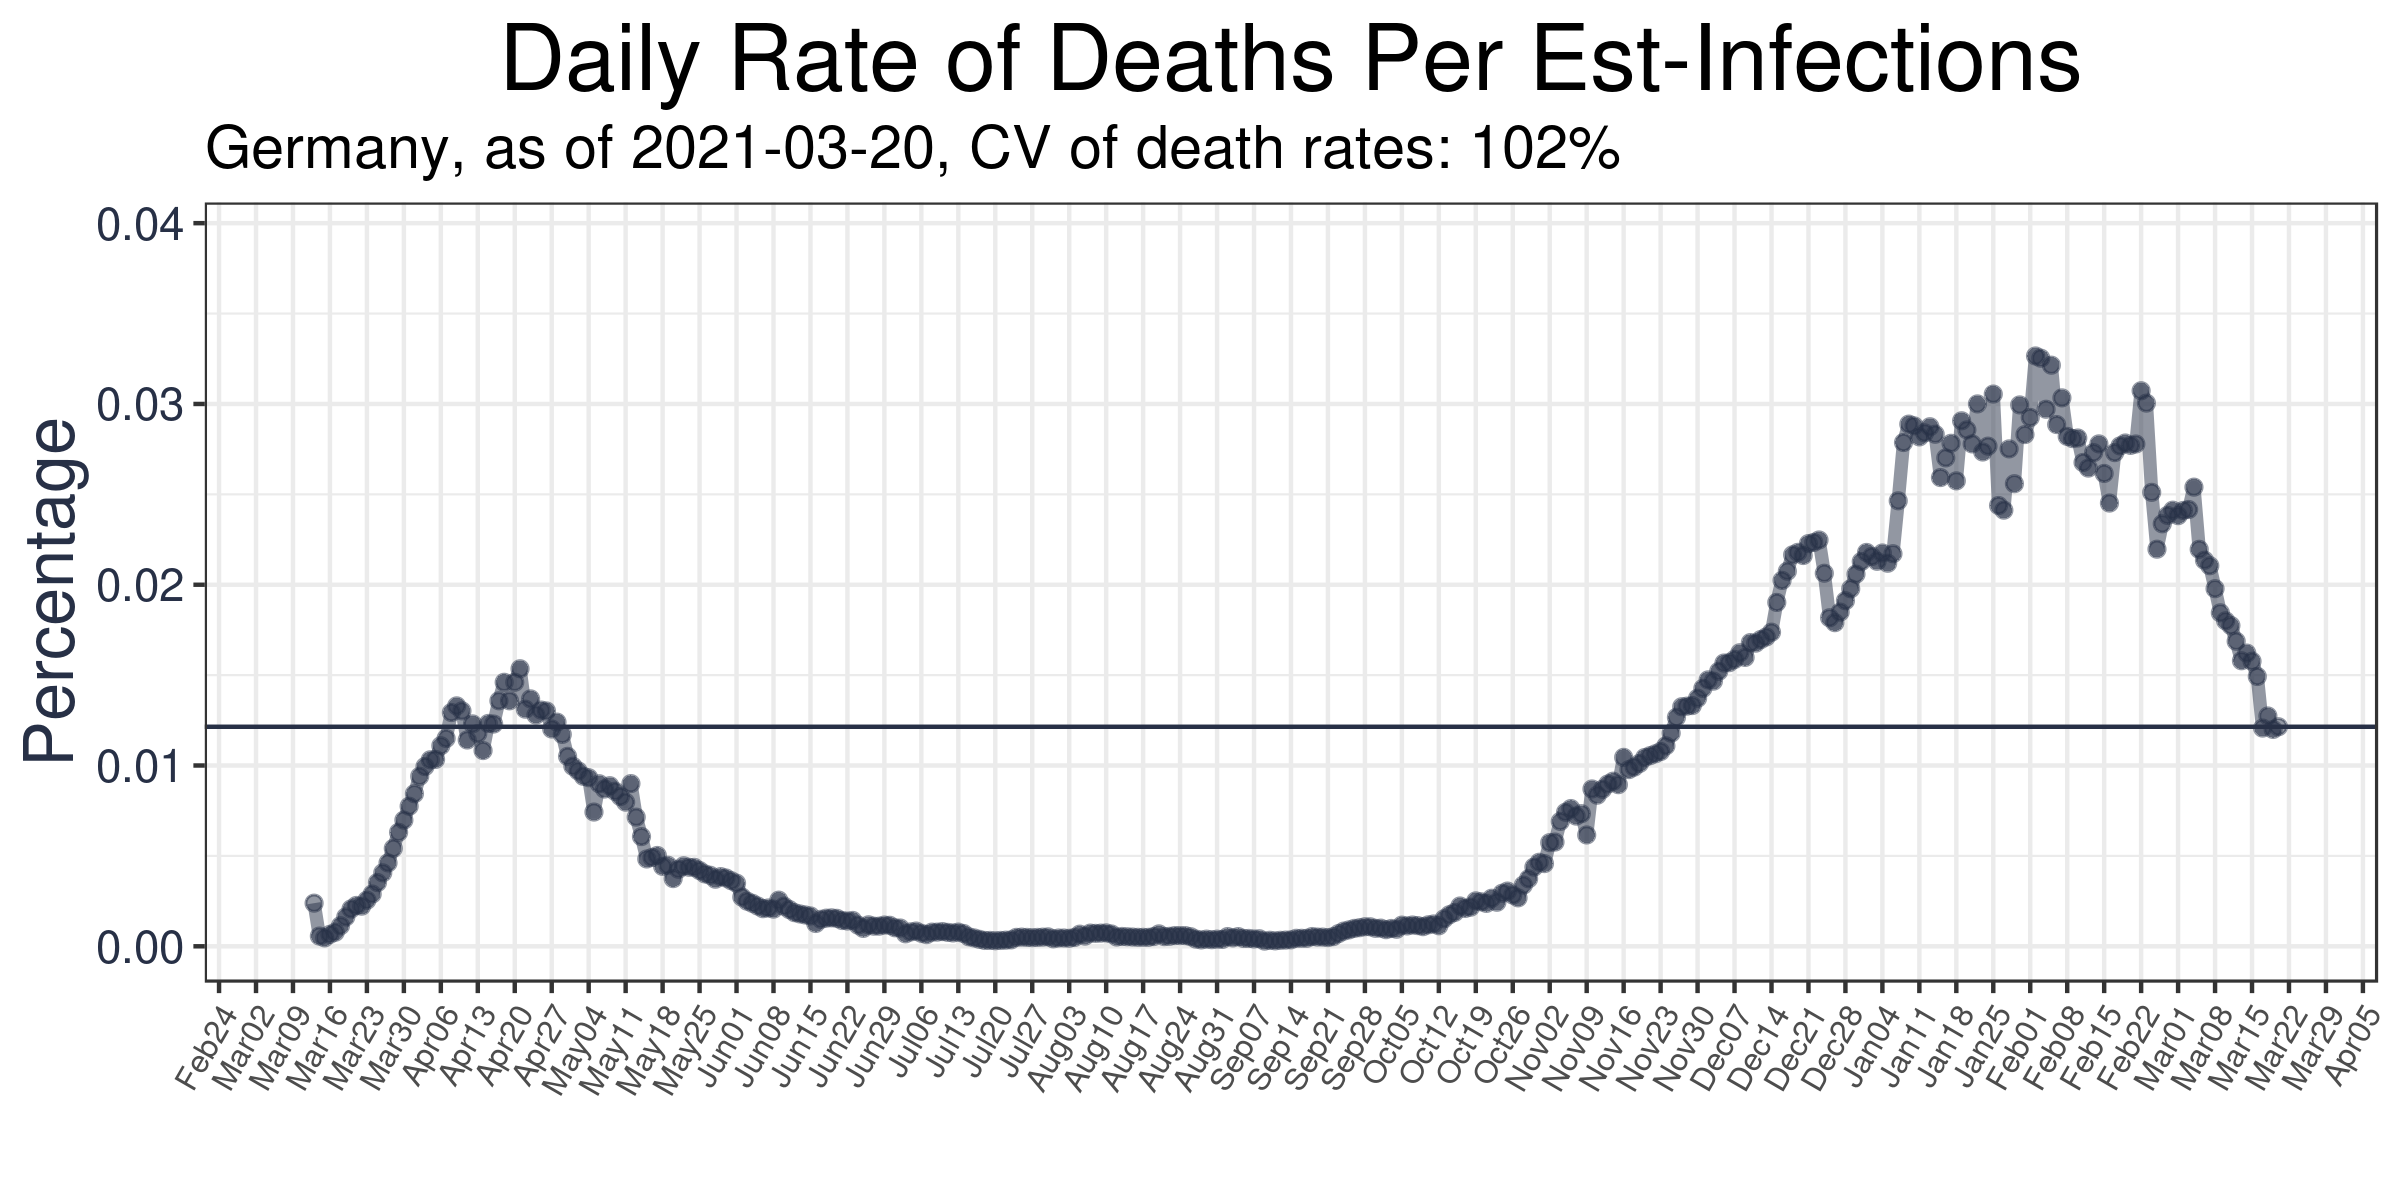 Daily Rate of Deaths Per Est-Infections
Germany, as of 2021-03-20, CV of death rates: 102%
Percentage
0.04
0.03
0.02
0.01
0.00
Feb24 Mar02 Mar09 Mar16 Mar23 Mar30 Apr06 Apr13 Apr20 Apr27 May04 May11 May18 May25 Jun01 Jun08 Jun15 Jun22 Jun29 Jul06 Jul13 Jul20 Jul27 Aug03 Aug10 Aug17 Aug24 Aug31 Sep07 Sep14 Sep21 Sep28 Oct05 Oct12 Oct19 Oct26 Nov02 Nov09 Nov16 Nov23 Nov30 Nov07 Dec14 Dec21 Dec28 Dec28 Jan04 Jan11 Jan18 Jan25 Feb01 Feb08 Feb15 Feb22 Mar01 Mar08 Mar15 Mar22 Mar29 Apr05